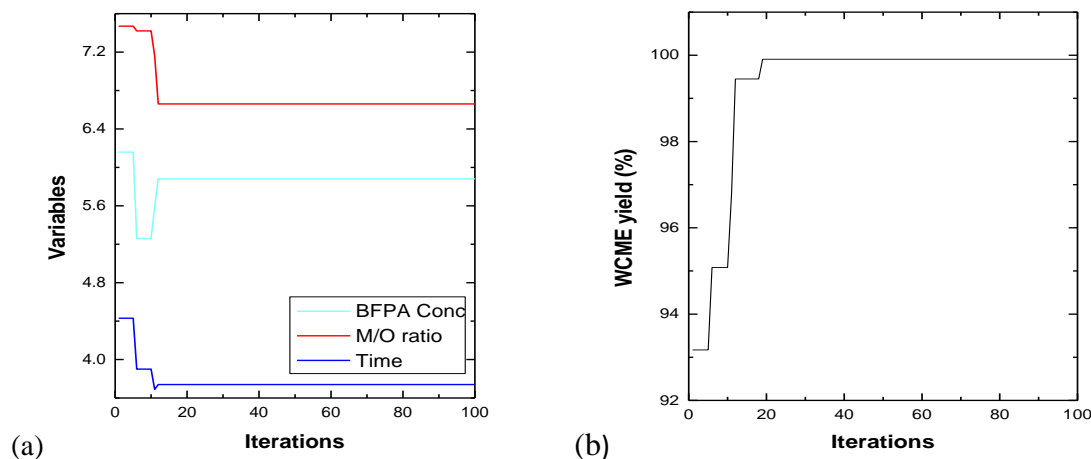 7.2
6.4
5.6
4.8
4.0
Variables
BFPA Conc
M/O ratio
Time
0 20 40 60 80 100
Iterations
(a)
100
98
96
94
92
WCME yield (%)
0 20 40 60 80 100
Iterations
(b)